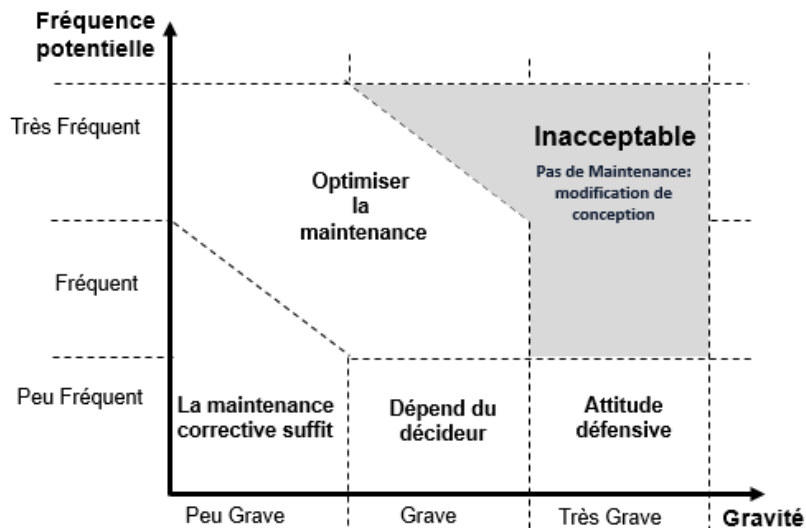 Fréquence
potentielle
Très Fréquent
Inacceptable
Pas de Maintenance:
modification de
conception
Optimiser
la
maintenance
Fréquent
Peu Fréquent
La maintenance
corrective suffit
Dépend du
décideur
Attitude
défensive
Peu Grave
Grave
Très Grave
Gravité